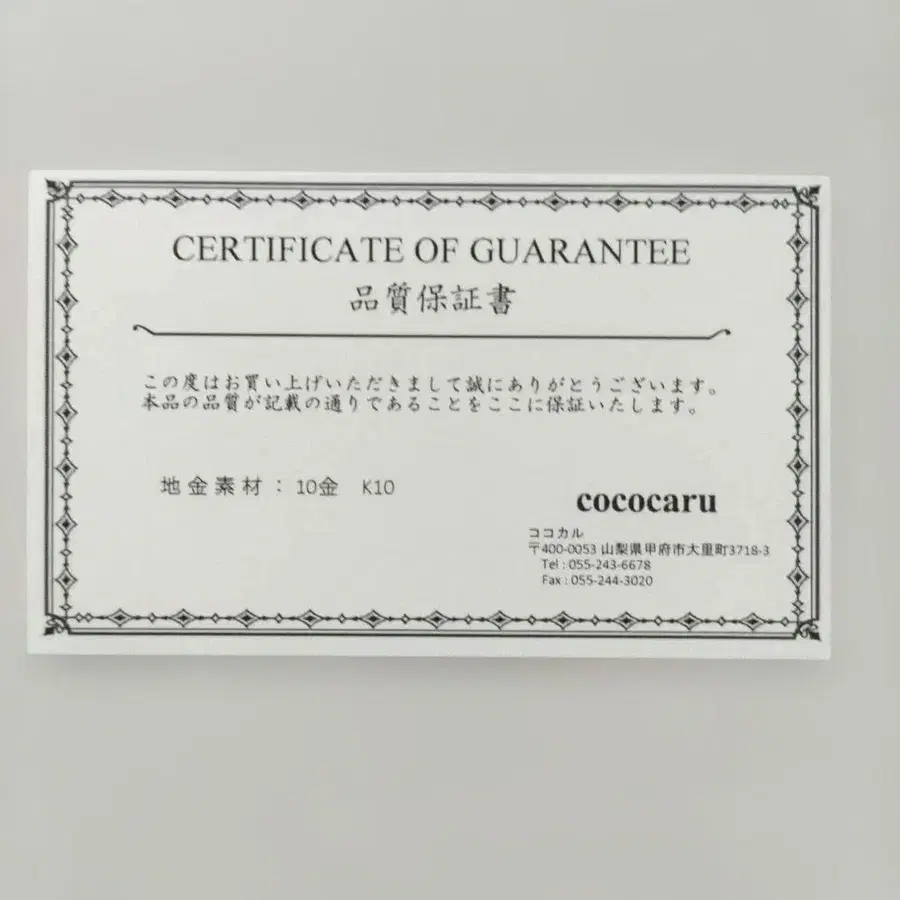 CERTIFICATE OF GUARANTEE
品質保証書
この度はお買い上げいただきまして誠にありがとうございます。
本品の品質が記載の通りであることをここに保証いたします。
地金素材：10金　K10
cococaru
ココカル
〒400-0053 山梨県甲府市大里町3718-3
Tel : 055-243-6678
Fax : 055-244-3020